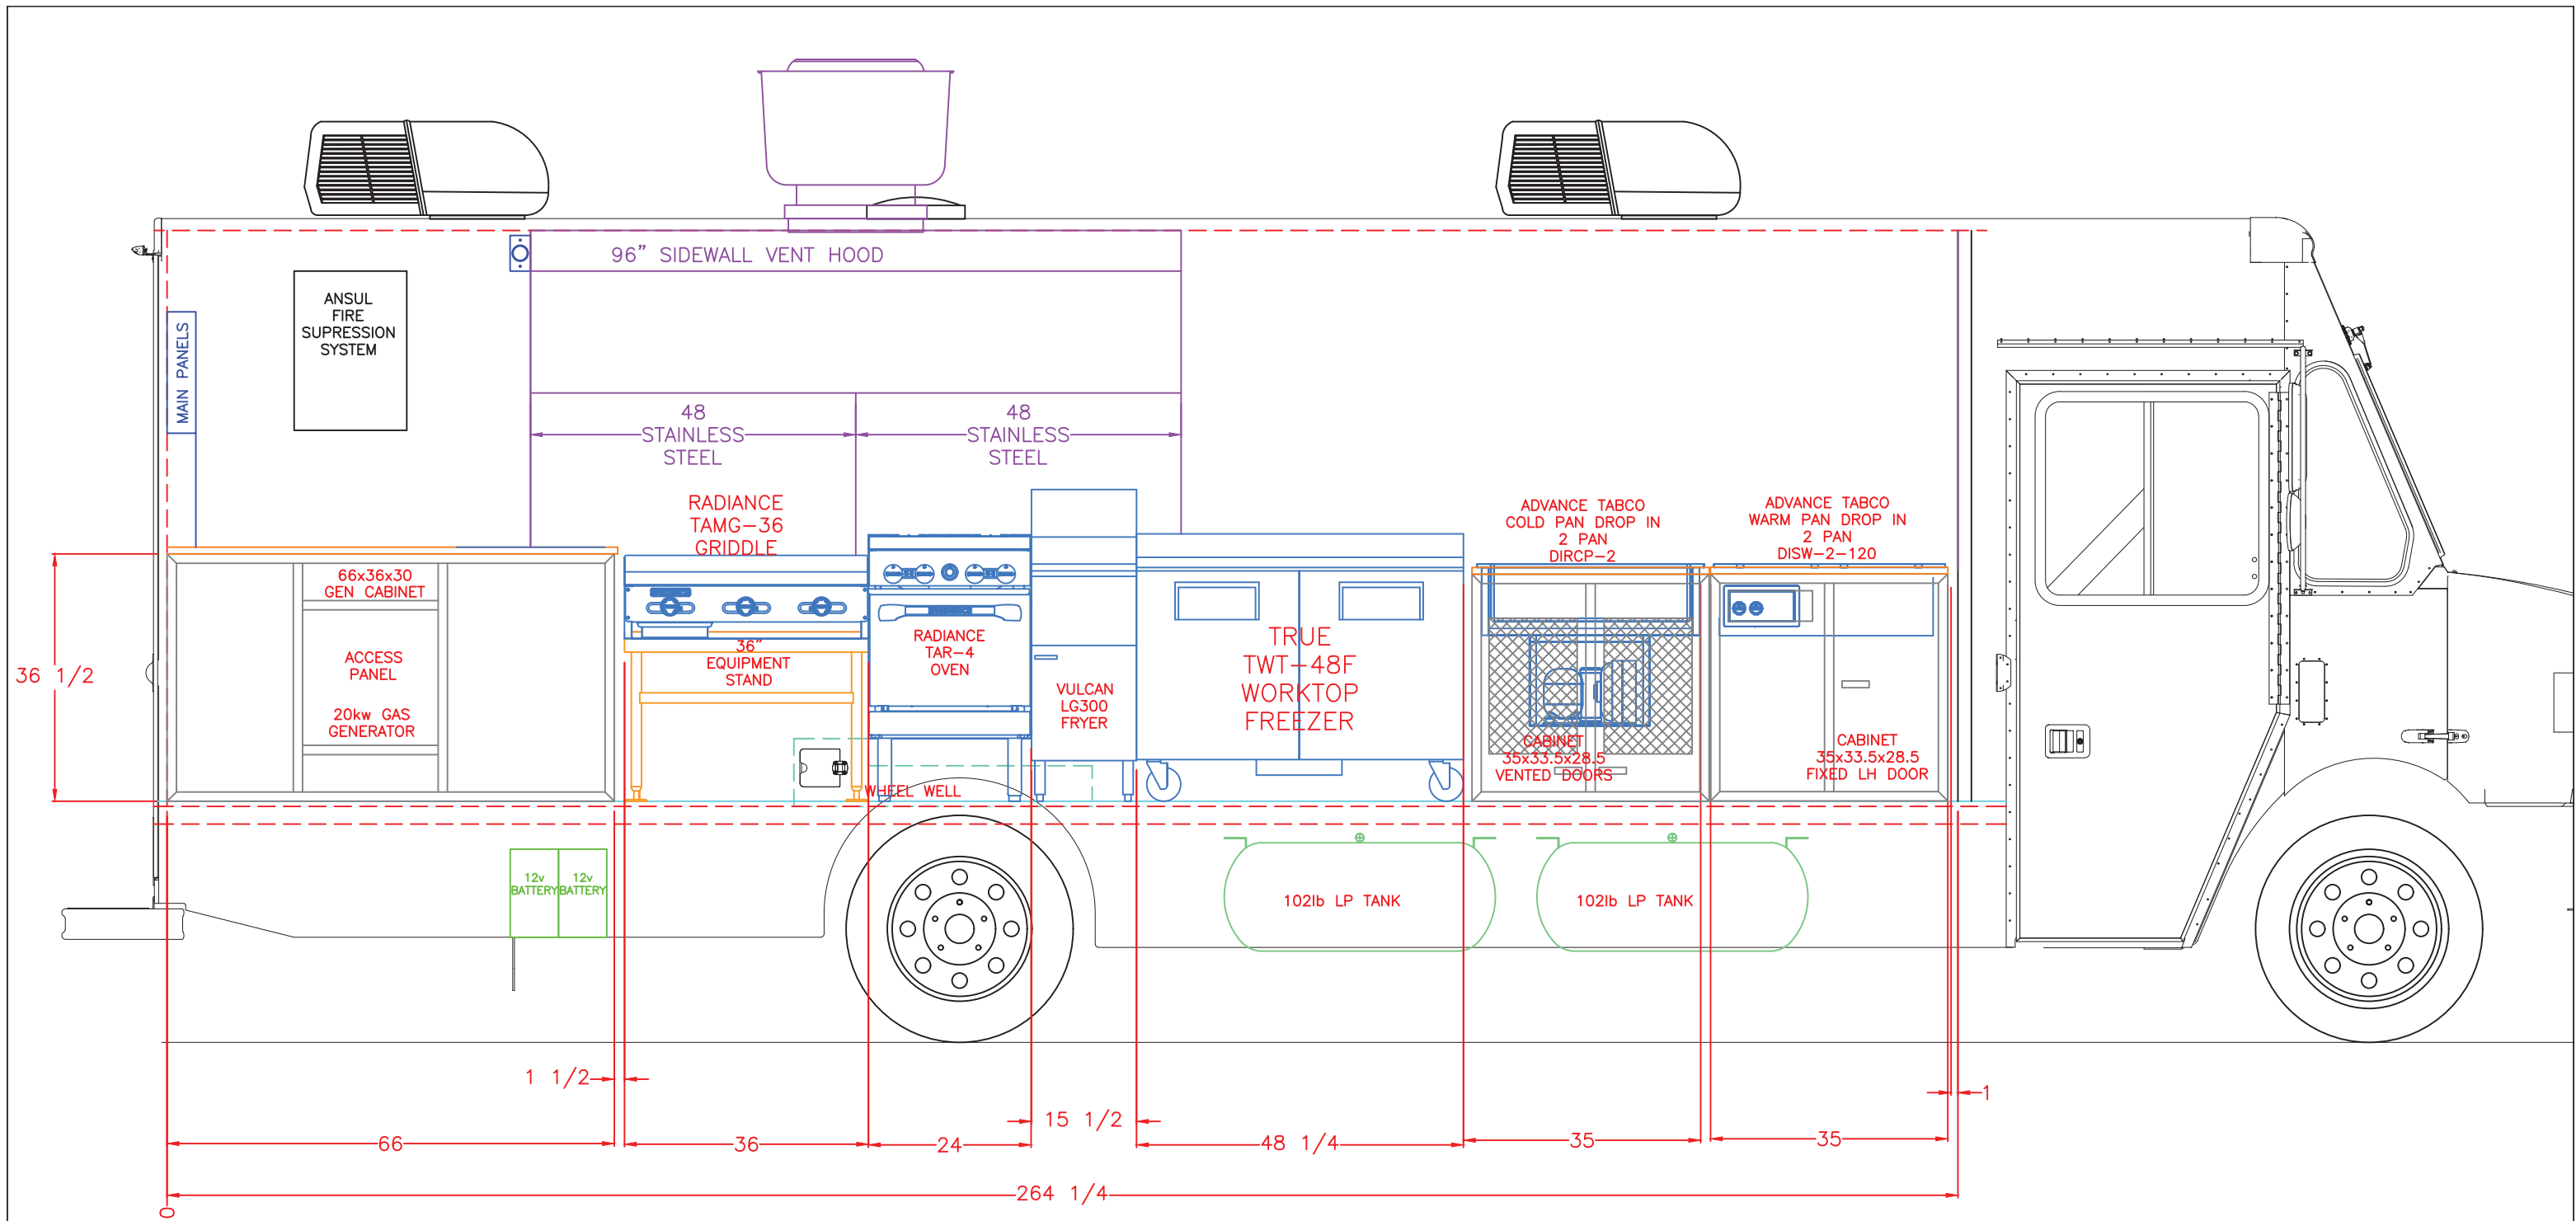 96” SIDEWALL VENT HOOD
ANSUL
FIRE
SUPRESSION
SYSTEM
MAIN PANELS
48
STAINLESS
STEEL
48
STAINLESS
STEEL
RADIANCE
TAMG-36
GRIDDLE
ADVANCE TABCO
COLD PAN DROP IN
2 PAN
DIRCP-2
ADVANCE TABCO
WARM PAN DROP IN
2 PAN
DISW-2-120
66x36x30
GEN CABINET
ACCESS
PANEL
20kw GAS
GENERATOR
36 1/2
36”
EQUIPMENT
STAND
RADIANCE
TAR-4
OVEN
VULCAN
LG300
FRYER
TRUE
TWT-48F
WORKTOP
FREEZER
CABINET
35x33.5x28.5
VENTED DOORS
CABINET
35x33.5x28.5
FIXED LH DOOR
WHEEL WELL
12v
BATTERY
12v
BATTERY
102lb LP TANK
102lb LP TANK
1 1/2
15 1/2
1
66
36
24
48 1/4
35
35
264 1/4
0